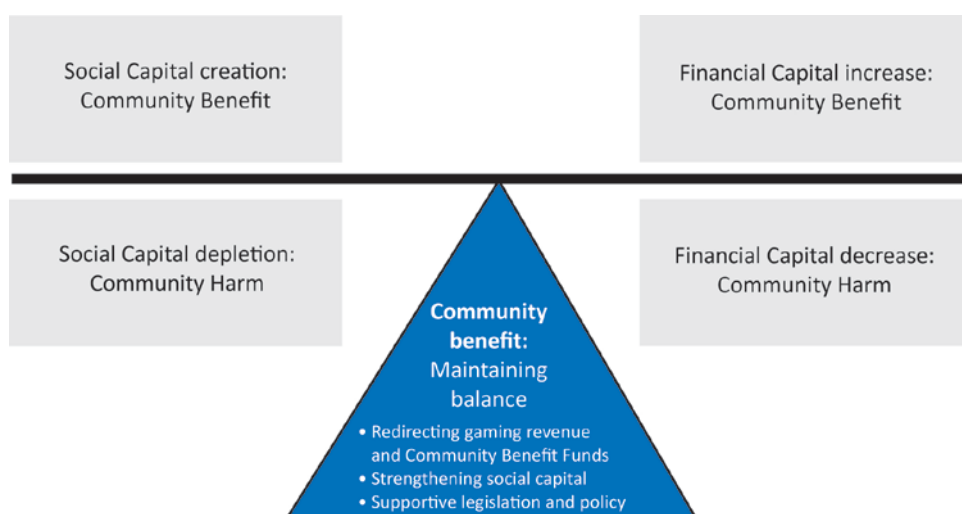 Social Capital creation:
Community Benefit
Financial Capital increase:
Community Benefit
Social Capital depletion:
Community Harm
Financial Capital decrease:
Community Harm
Community
benefit:
Maintaining
balance
• Redirecting gaming revenue
and Community Benefit Funds
• Strengthening social capital
• Supportive legislation and policy